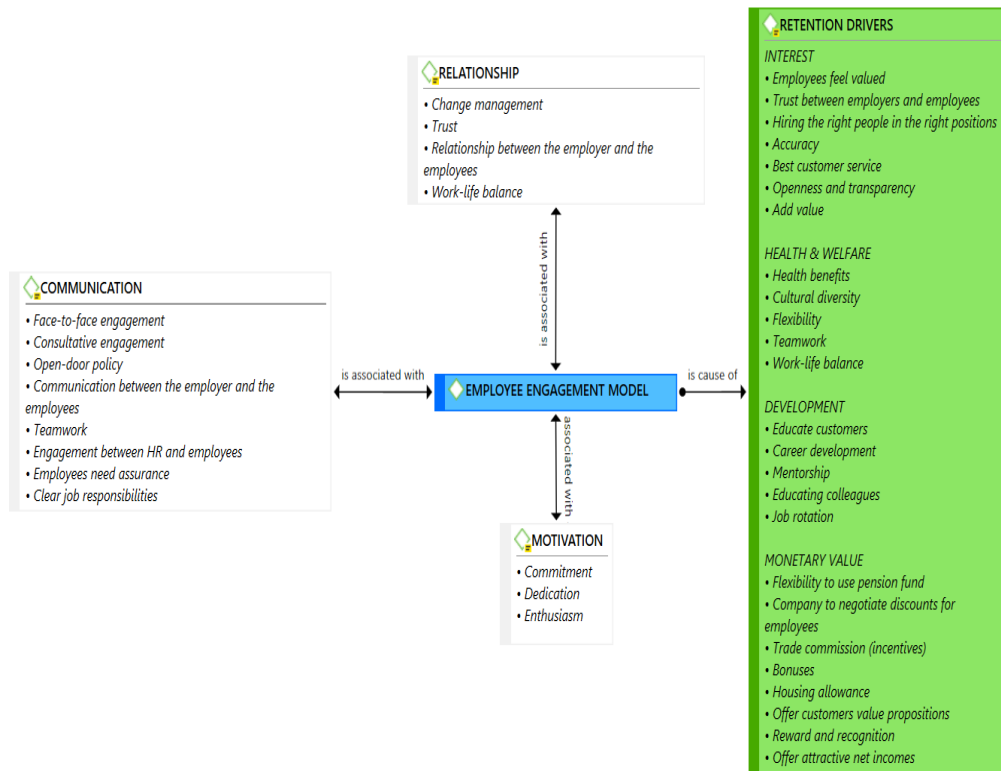 RETENTION DRIVERS
INTEREST
• Employees feel valued
• Trust between employers and employees
• Hiring the right people in the right positions
• Accuracy
• Best customer service
• Openness and transparency
• Add value
HEALTH & WELFARE
• Health benefits
• Cultural diversity
• Flexibility
• Teamwork
• Work-life balance
DEVELOPMENT
• Educate customers
• Career development
• Mentorship
• Educating colleagues
• Job rotation
MONETARY VALUE
• Flexibility to use pension fund
• Company to negotiate discounts for
employees
• Trade commission (incentives)
• Bonuses
• Housing allowance
• Offer customers value propositions
• Reward and recognition
• Offer attractive net incomes
RELATIONSHIP
• Change management
• Trust
• Relationship between the employer and the
employees
• Work-life balance
is associated with
COMMUNICATION
• Face-to-face engagement
• Consultative engagement
• Open-door policy
• Communication between the employer and the
employees
• Teamwork
• Engagement between HR and employees
• Employees need assurance
• Clear job responsibilities
is associated with
EMPLOYEE ENGAGEMENT MODEL
is cause of
associated with
MOTIVATION
• Commitment
• Dedication
• Enthusiasm